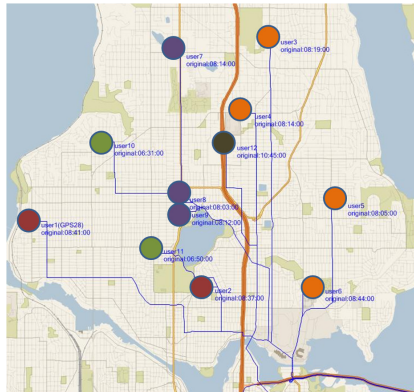 user3
original:08:19:00
user7
original:08:14:00
user4
original:08:14:00
user10
original:06:31:00
user12
original:10:45:00
user8
original:08:03:00
user5
original:08:05:00
user9
original:08:12:00
user1(GPS28)
original:08:41:00
user11
original:06:50:00
user2
original:08:37:00
user6
original:08:44:00